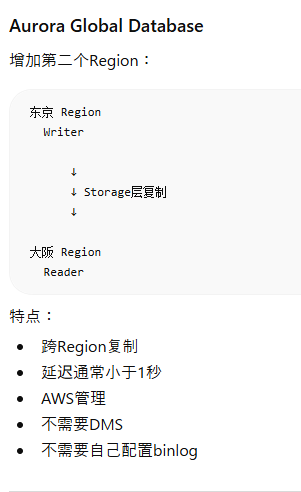 Aurora Global Database
增加第二个Region：
东京 Region
Writer
↓
↓ Storage层复制
↓
大阪 Region
Reader
特点：
• 跨Region复制
• 延迟通常小于1秒
• AWS管理
• 不需要DMS
• 不需要自己配置binlog